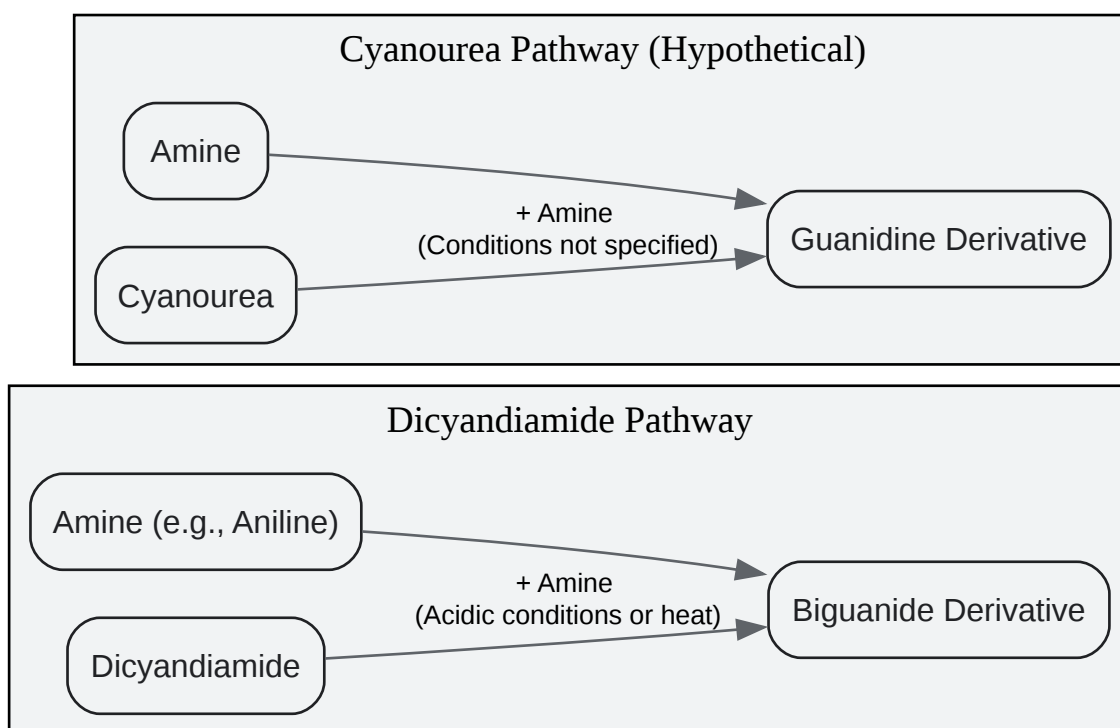 Cyanourea Pathway (Hypothetical)
Amine
+ Amine
(Conditions not specified)
Guanidine Derivative
Cyanourea
Dicyandiamide Pathway
Amine (e.g., Aniline)
+ Amine
(Acidic conditions or heat)
Biguanide Derivative
Dicyandiamide